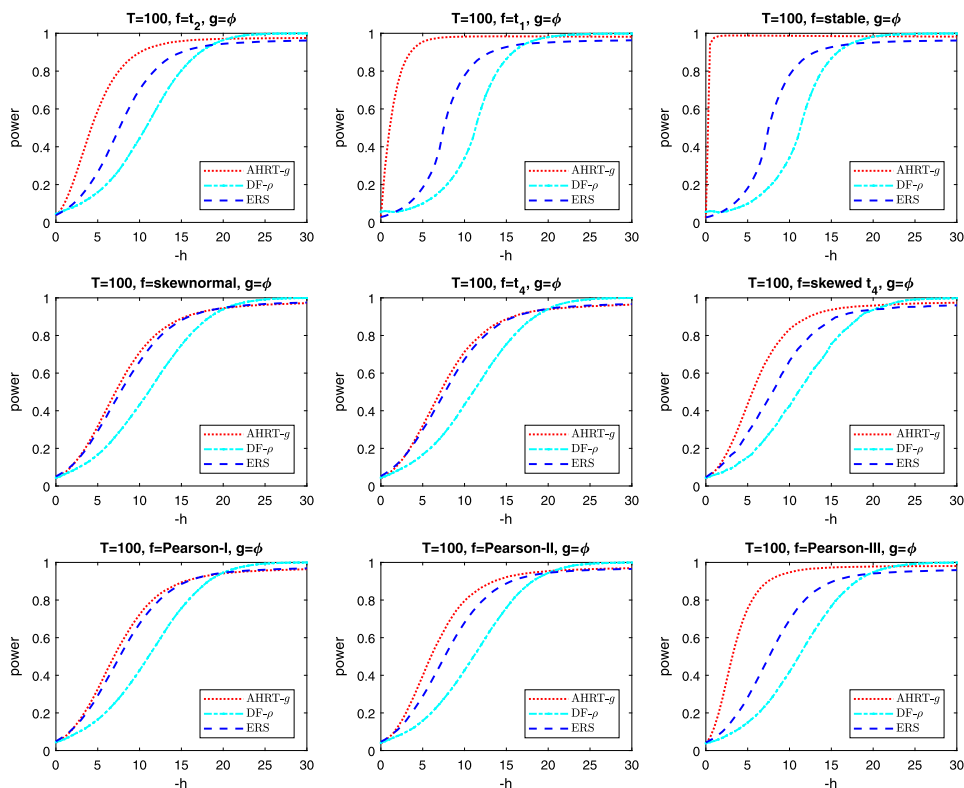 T=100, f=t₂, g=ϕ
power
1
0.8
0.6
0.4
0.2
0
AHRT-g
DF-ρ
ERS
0 5 10 15 20 25 30
-h
T=100, f=t₁, g=ϕ
power
1
0.8
0.6
0.4
0.2
0
AHRT-g
DF-ρ
ERS
0 5 10 15 20 25 30
-h
T=100, f=stable, g=ϕ
power
1
0.8
0.6
0.4
0.2
0
AHRT-g
DF-ρ
ERS
0 5 10 15 20 25 30
-h
T=100, f=skewnormal, g=ϕ
power
1
0.8
0.6
0.4
0.2
0
AHRT-g
DF-ρ
ERS
0 5 10 15 20 25 30
-h
T=100, f=t₄, g=ϕ
power
1
0.8
0.6
0.4
0.2
0
AHRT-g
DF-ρ
ERS
0 5 10 15 20 25 30
-h
T=100, f=skewed t₄, g=ϕ
power
1
0.8
0.6
0.4
0.2
0
AHRT-g
DF-ρ
ERS
0 5 10 15 20 25 30
-h
T=100, f=Pearson-I, g=ϕ
power
1
0.8
0.6
0.4
0.2
0
AHRT-g
DF-ρ
ERS
0 5 10 15 20 25 30
-h
T=100, f=Pearson-II, g=ϕ
power
1
0.8
0.6
0.4
0.2
0
AHRT-g
DF-ρ
ERS
0 5 10 15 20 25 30
-h
T=100, f=Pearson-III, g=ϕ
power
1
0.8
0.6
0.4
0.2
0
AHRT-g
DF-ρ
ERS
0 5 10 15 20 25 30
-h